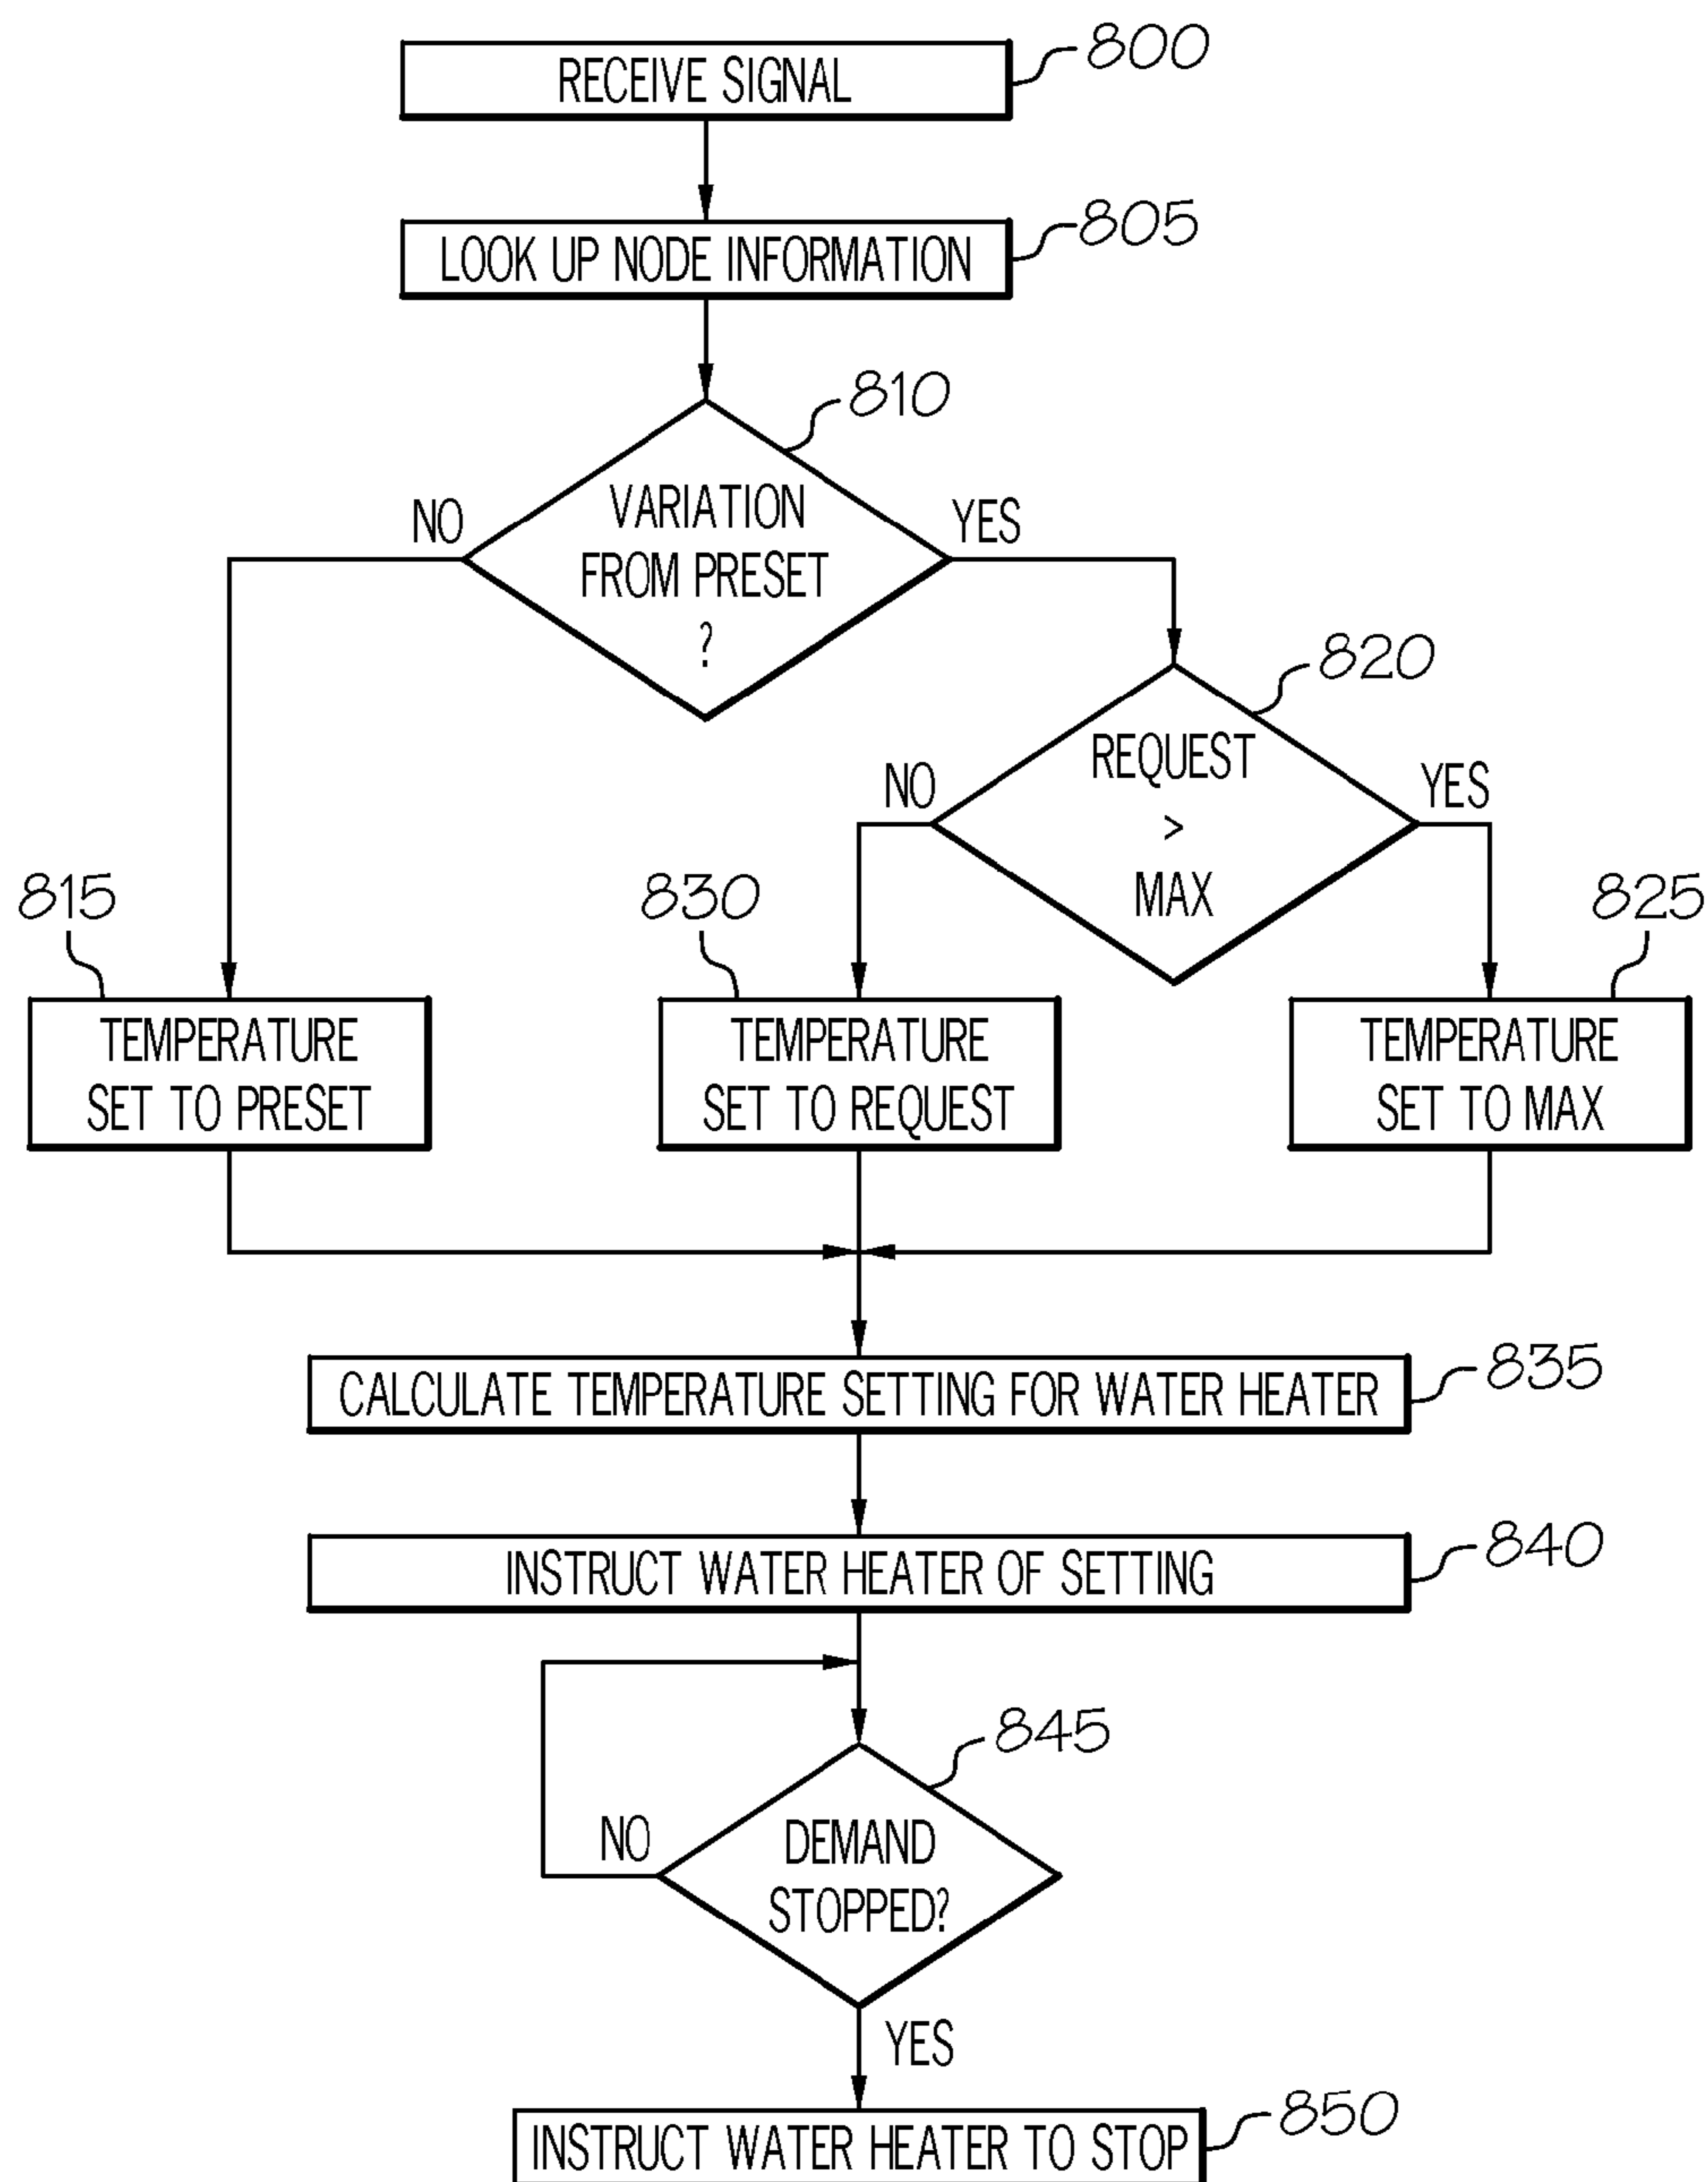 RECEIVE SIGNAL
800
LOOK UP NODE INFORMATION
805
810
NO
VARIATION
FROM PRESET
?
YES
820
NO
REQUEST
>
MAX
YES
815
830
825
TEMPERATURE
SET TO PRESET
TEMPERATURE
SET TO REQUEST
TEMPERATURE
SET TO MAX
CALCULATE TEMPERATURE SETTING FOR WATER HEATER
835
INSTRUCT WATER HEATER OF SETTING
840
845
NO
DEMAND
STOPPED?
YES
INSTRUCT WATER HEATER TO STOP
850